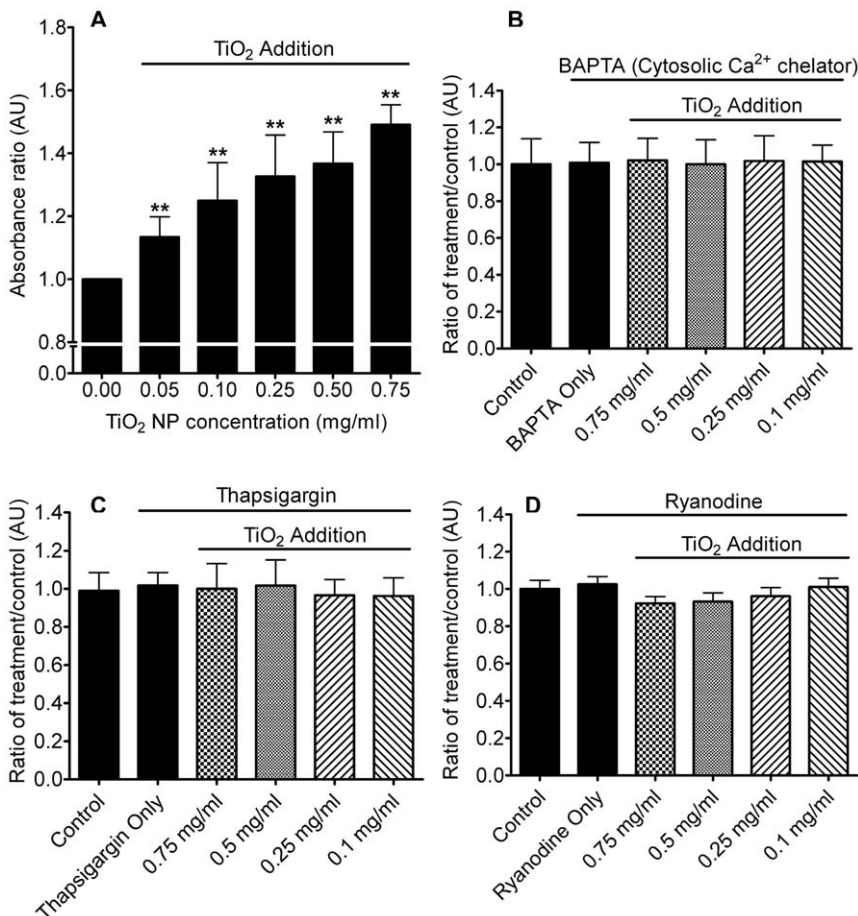 A
TiO2 Addition
Absorbance ratio (AU)
1.8
1.6
1.4
1.2
1.0
0.8
0.0
**
**
**
**
**
0.00 0.05 0.10 0.25 0.50 0.75
TiO2 NP concentration (mg/ml)
B
BAPTA (Cytosolic Ca2+ chelator)
TiO2 Addition
Ratio of treatment/control (AU)
1.4
1.2
1.0
0.8
0.6
0.4
0.2
0.0
Control
BAPTA Only
0.75 mg/ml
0.5 mg/ml
0.25 mg/ml
0.1 mg/ml
C
Thapsigargin
TiO2 Addition
Ratio of treatment/control (AU)
1.4
1.2
1.0
0.8
0.6
0.4
0.2
0.0
Control
Thapsigargin Only
0.75 mg/ml
0.5 mg/ml
0.25 mg/ml
0.1 mg/ml
D
Ryanodine
TiO2 Addition
Ratio of treatment/control (AU)
1.4
1.2
1.0
0.8
0.6
0.4
0.2
0.0
Control
Ryanodine Only
0.75 mg/ml
0.5 mg/ml
0.25 mg/ml
0.1 mg/ml